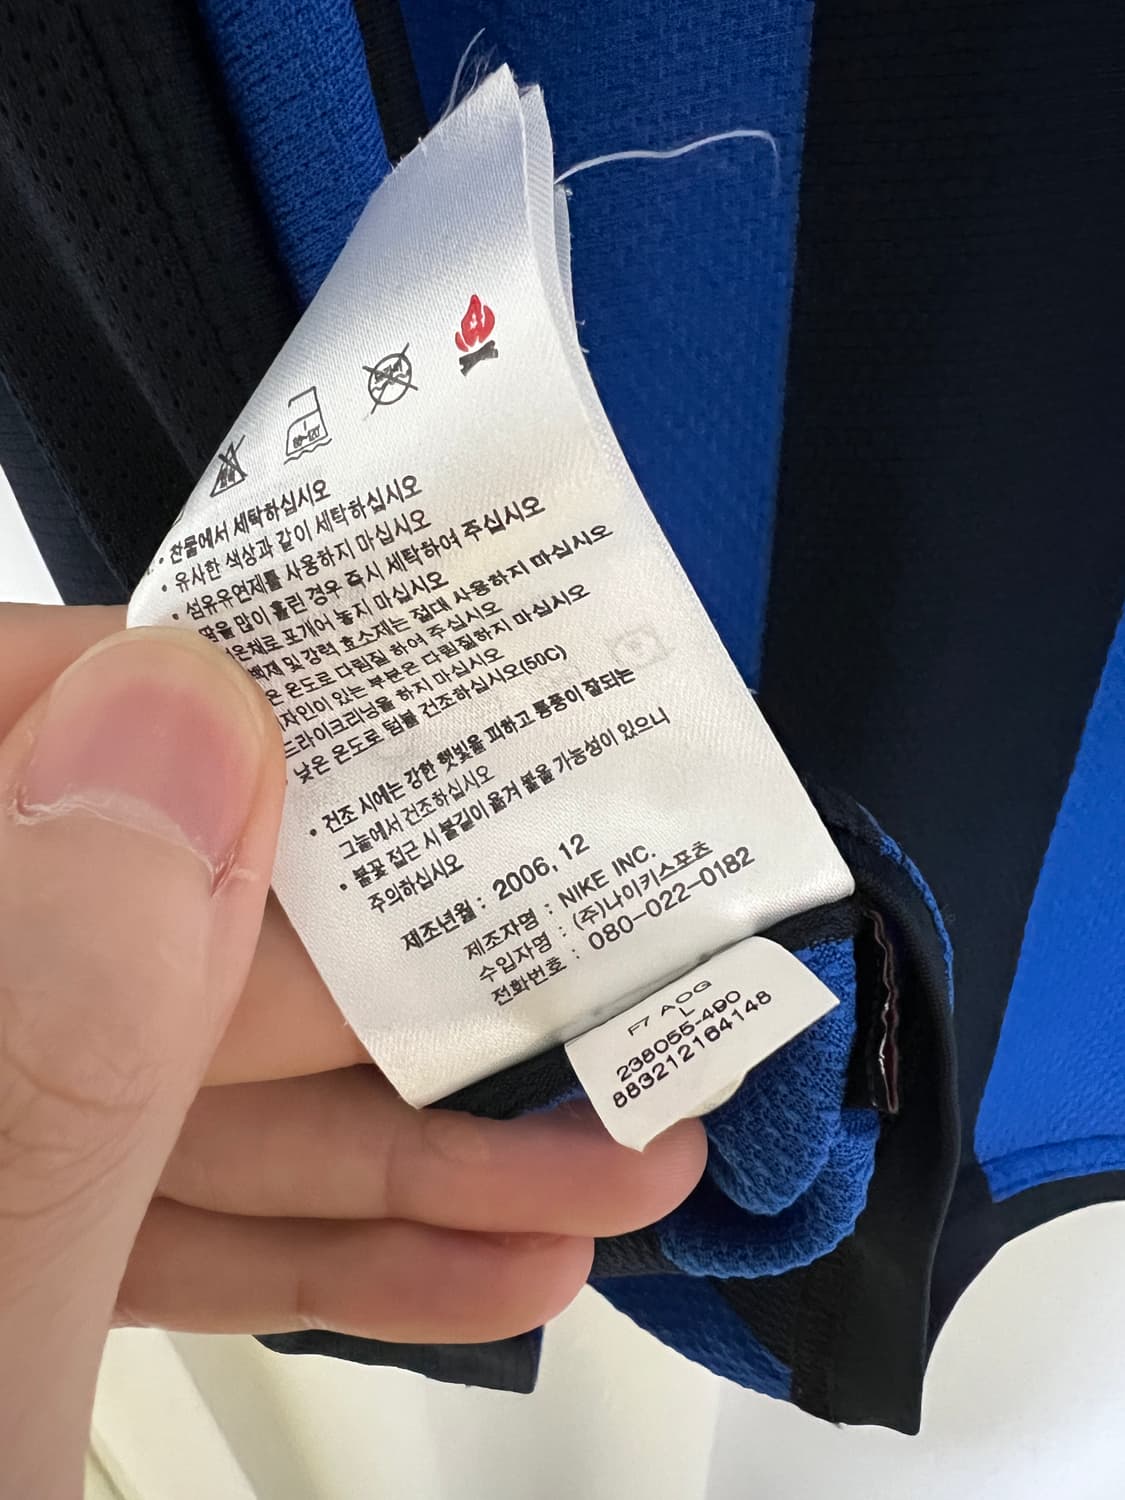 • 찬물에서 세탁하십시오
• 유사한 색상과 같이 세탁하십시오
• 섬유유연제를 사용하지 마십시오
땀을 많이 흘린 경우 즉시 세탁하여 주십시오
은채로 포개어 놓지 마십시오
백제 및 강력 효소제는 절대 사용하지 마십시오
은 온도로 다림질 하여 주십시오
자인이 있는 부분은 다림질하지 마십시오
드라이크리닝을 하지 마십시오
낮은 온도로 텀블 건조하십시오(50C)
• 건조 시에는 강한 햇빛을 피하고 통풍이 잘되는
그늘에서 건조하십시오
• 불꽃 접근 시 불길이 옮겨 붙을 가능성이 있으니
주의하십시오
제조년월 : 2006, 12
제조자명 : NIKE INC.
수입자명 : (주)나이키스포츠
전화번호 : 080-022-0182
F7 AOG
L
238055-490
883212184148